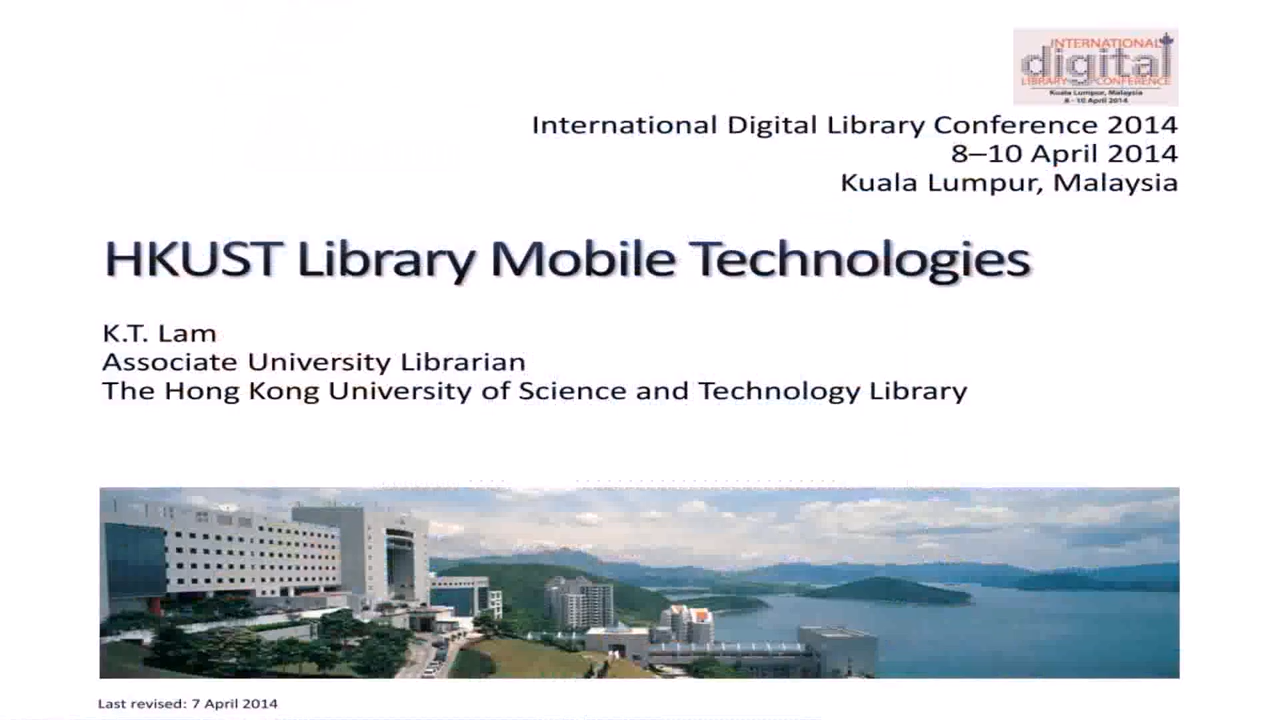 INTERNATIONAL
digital
LIBRARY CONFERENCE
Kuala Lumpur, Malaysia
8 - 10 April 2014
International Digital Library Conference 2014
8–10 April 2014
Kuala Lumpur, Malaysia
HKUST Library Mobile Technologies
K.T. Lam
Associate University Librarian
The Hong Kong University of Science and Technology Library
Last revised: 7 April 2014